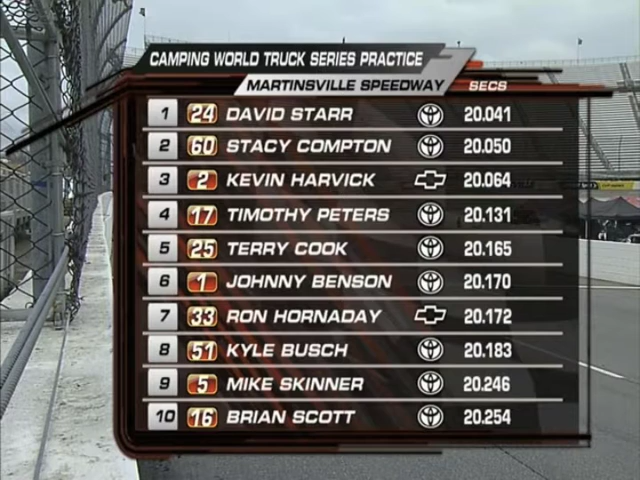 CAMPING WORLD TRUCK SERIES PRACTICE
MARTINSVILLE SPEEDWAY SECS
1 24 DAVID STARR 20.041
2 60 STACY COMPTON 20.050
3 2 KEVIN HARVICK 20.064
4 17 TIMOTHY PETERS 20.131
5 25 TERRY COOK 20.165
6 1 JOHNNY BENSON 20.170
7 33 RON HORNADAY 20.172
8 51 KYLE BUSCH 20.183
9 5 MIKE SKINNER 20.246
10 16 BRIAN SCOTT 20.254